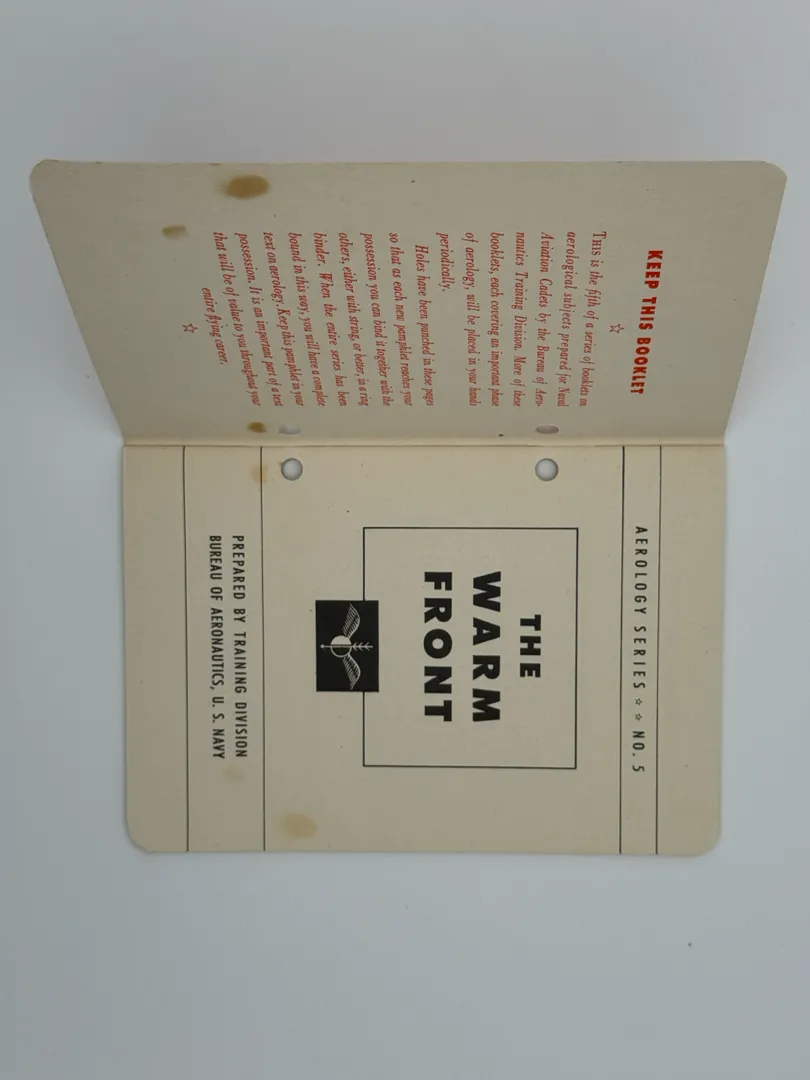 KEEP THIS BOOKLET
☆
THIS is the fifth of a series of booklets on
aerological subjects prepared for Naval
Aviation Cadets by the Bureau of Aero-
nautics Training Division. More of these
booklets, each covering an important phase
of aerology, will be placed in your hands
periodically.
Holes have been punched in these pages
so that as each new pamphlet reaches your
possession you can bind it together with the
others, either with string, or better, in a ring
binder. When the entire series has been
bound in this way, you will have a complete
text on aerology. Keep this pamphlet in your
possession. It is an important part of a text
that will be of value to you throughout your
entire flying career.
☆
AEROLOGY SERIES ☆ ☆ NO. 5
THE
WARM
FRONT
PREPARED BY TRAINING DIVISION
BUREAU OF AERONAUTICS, U. S. NAVY